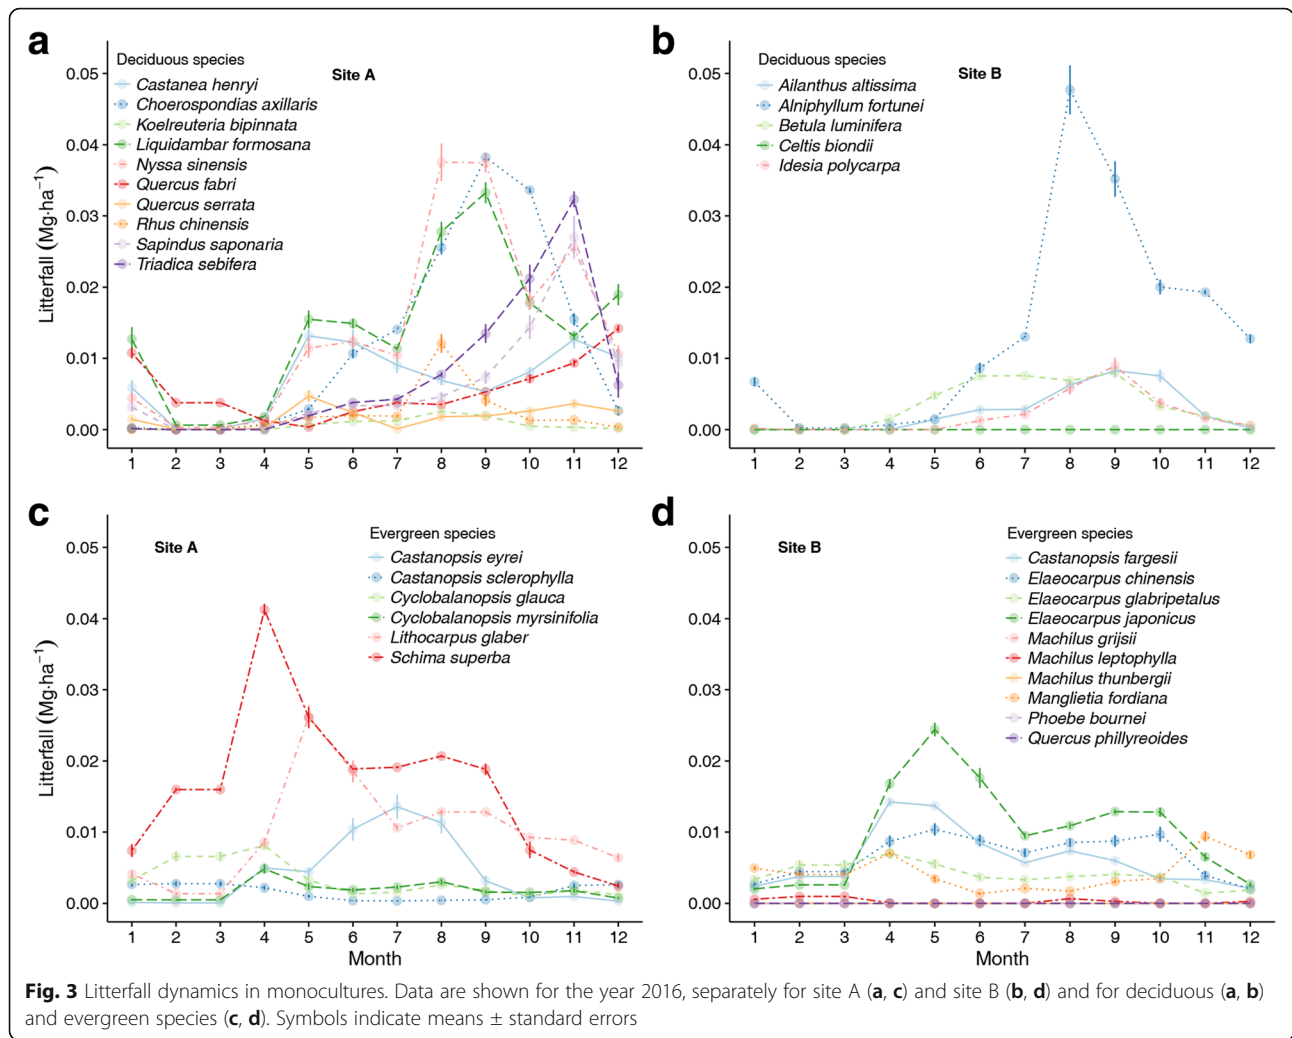 a
Deciduous species
Site A
Castanea henryi
Choerospondias axillaris
Koelreuteria bipinnata
Liquidambar formosana
Nyssa sinensis
Quercus fabri
Quercus serrata
Rhus chinensis
Sapindus saponaria
Triadica sebifera
Litterfall (Mg·ha⁻¹)
0.05
0.04
0.03
0.02
0.01
0.00
1 2 3 4 5 6 7 8 9 10 11 12
b
Deciduous species
Site B
Ailanthus altissima
Alniphyllum fortunei
Betula luminifera
Celtis biondii
Idesia polycarpa
0.05
0.04
0.03
0.02
0.01
0.00
1 2 3 4 5 6 7 8 9 10 11 12
c
Evergreen species
Site A
Castanopsis eyrei
Castanopsis sclerophylla
Cyclobalanopsis glauca
Cyclobalanopsis myrsinifolia
Lithocarpus glaber
Schima superba
Litterfall (Mg·ha⁻¹)
0.05
0.04
0.03
0.02
0.01
0.00
1 2 3 4 5 6 7 8 9 10 11 12
Month
d
Evergreen species
Site B
Castanopsis fargesii
Elaeocarpus chinensis
Elaeocarpus glabripetalus
Elaeocarpus japonicus
Machilus grijsii
Machilus leptophylla
Machilus thunbergii
Manglietia fordiana
Phoebe bournei
Quercus phillyreoides
0.05
0.04
0.03
0.02
0.01
0.00
1 2 3 4 5 6 7 8 9 10 11 12
Month
Fig. 3 Litterfall dynamics in monocultures. Data are shown for the year 2016, separately for site A (a, c) and site B (b, d) and for deciduous (a, b)
and evergreen species (c, d). Symbols indicate means ± standard errors